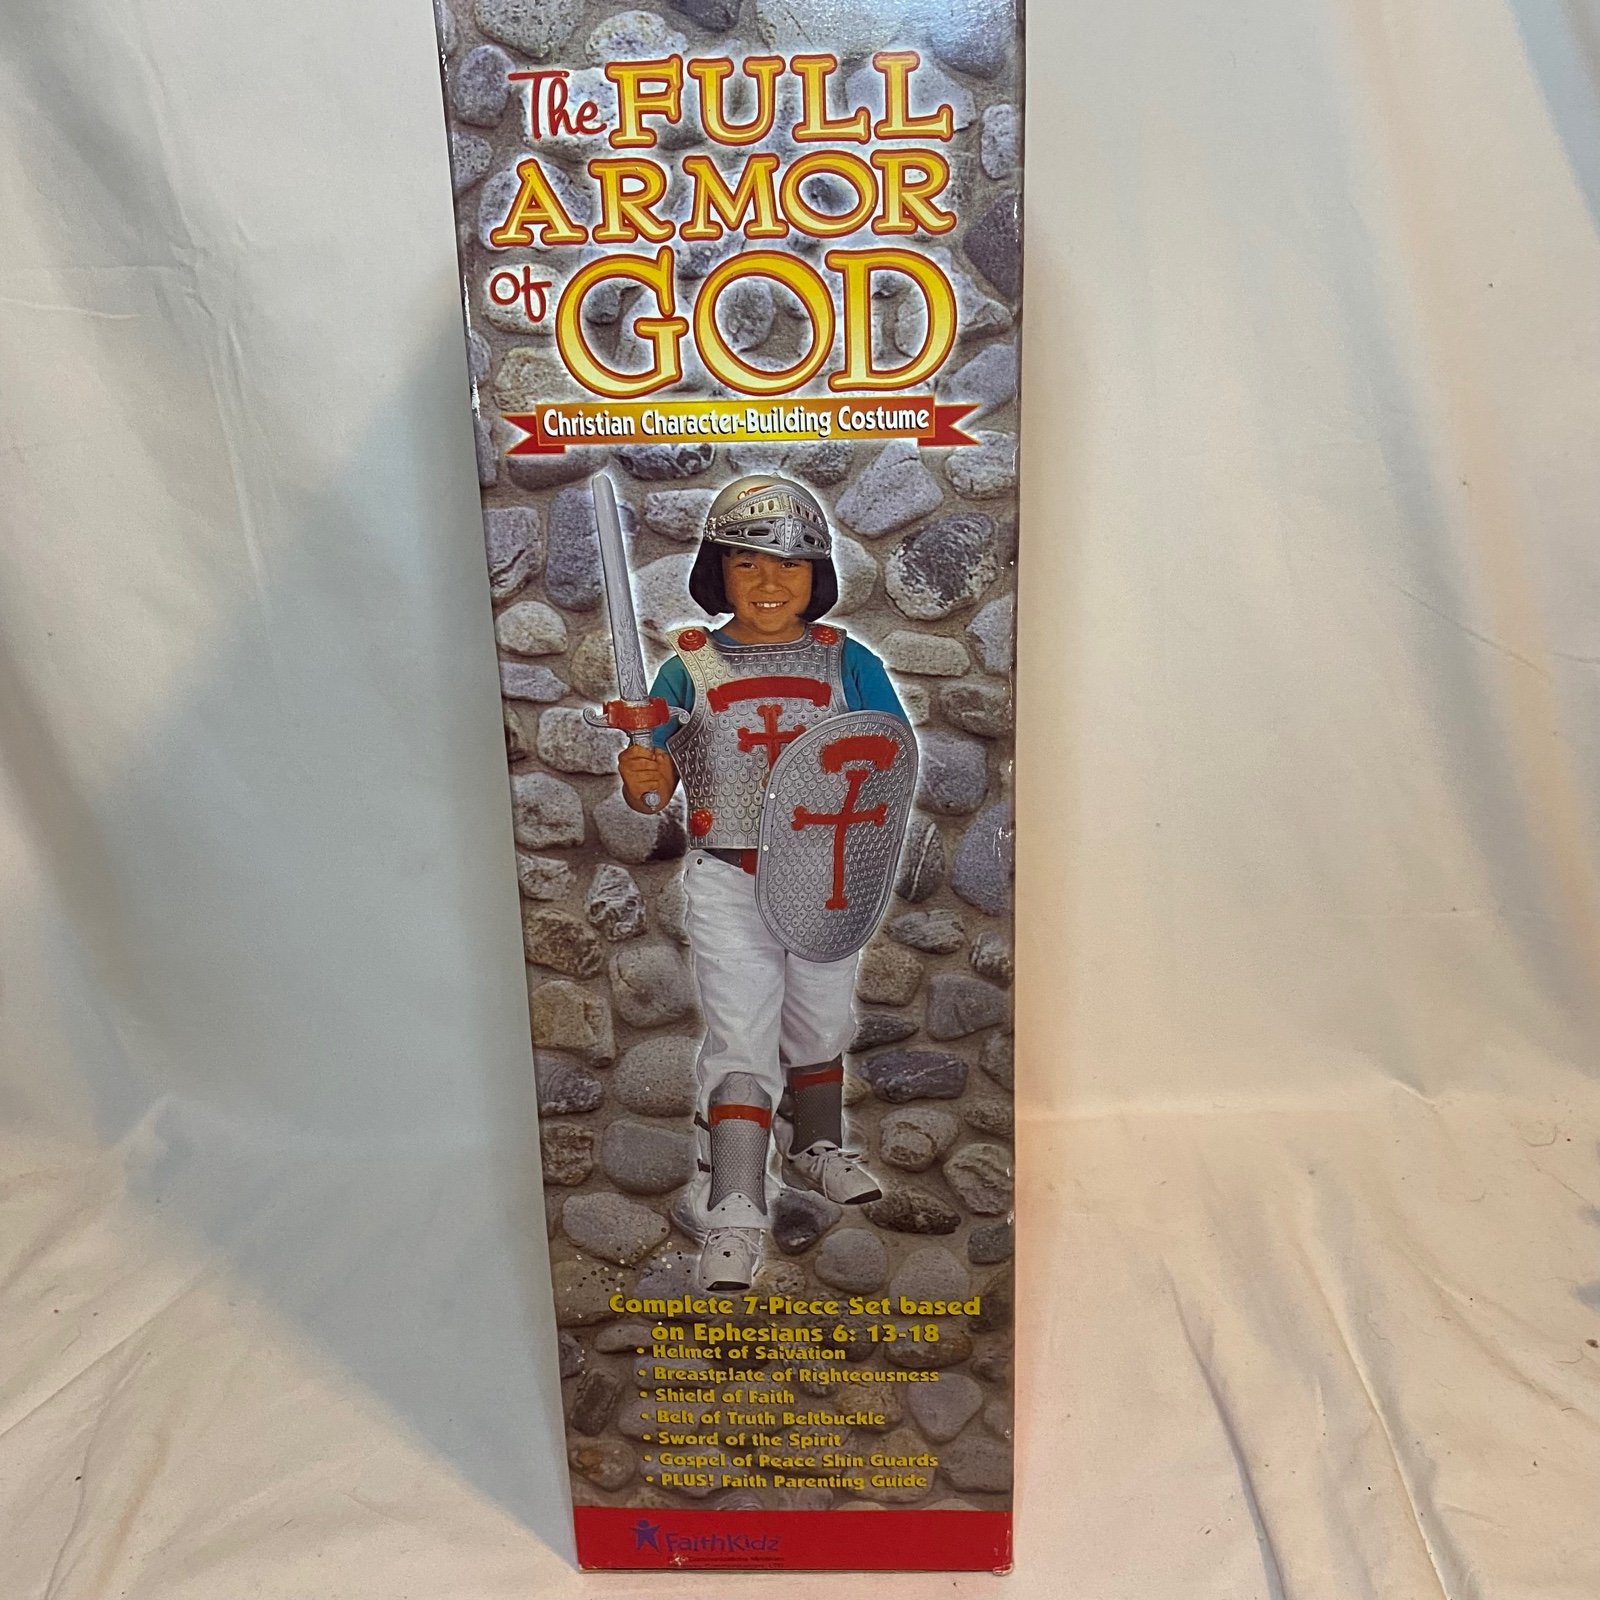 The FULL
ARMOR
of GOD
Christian Character-Building Costume
Complete 7-Piece Set based
on Ephesians 6: 13-18
• Helmet of Salvation
• Breastplate of Righteousness
• Shield of Faith
• Belt of Truth Beltbuckle
• Sword of the Spirit
• Gospel of Peace Shin Guards
• PLUS! Faith Parenting Guide
FaithKidz